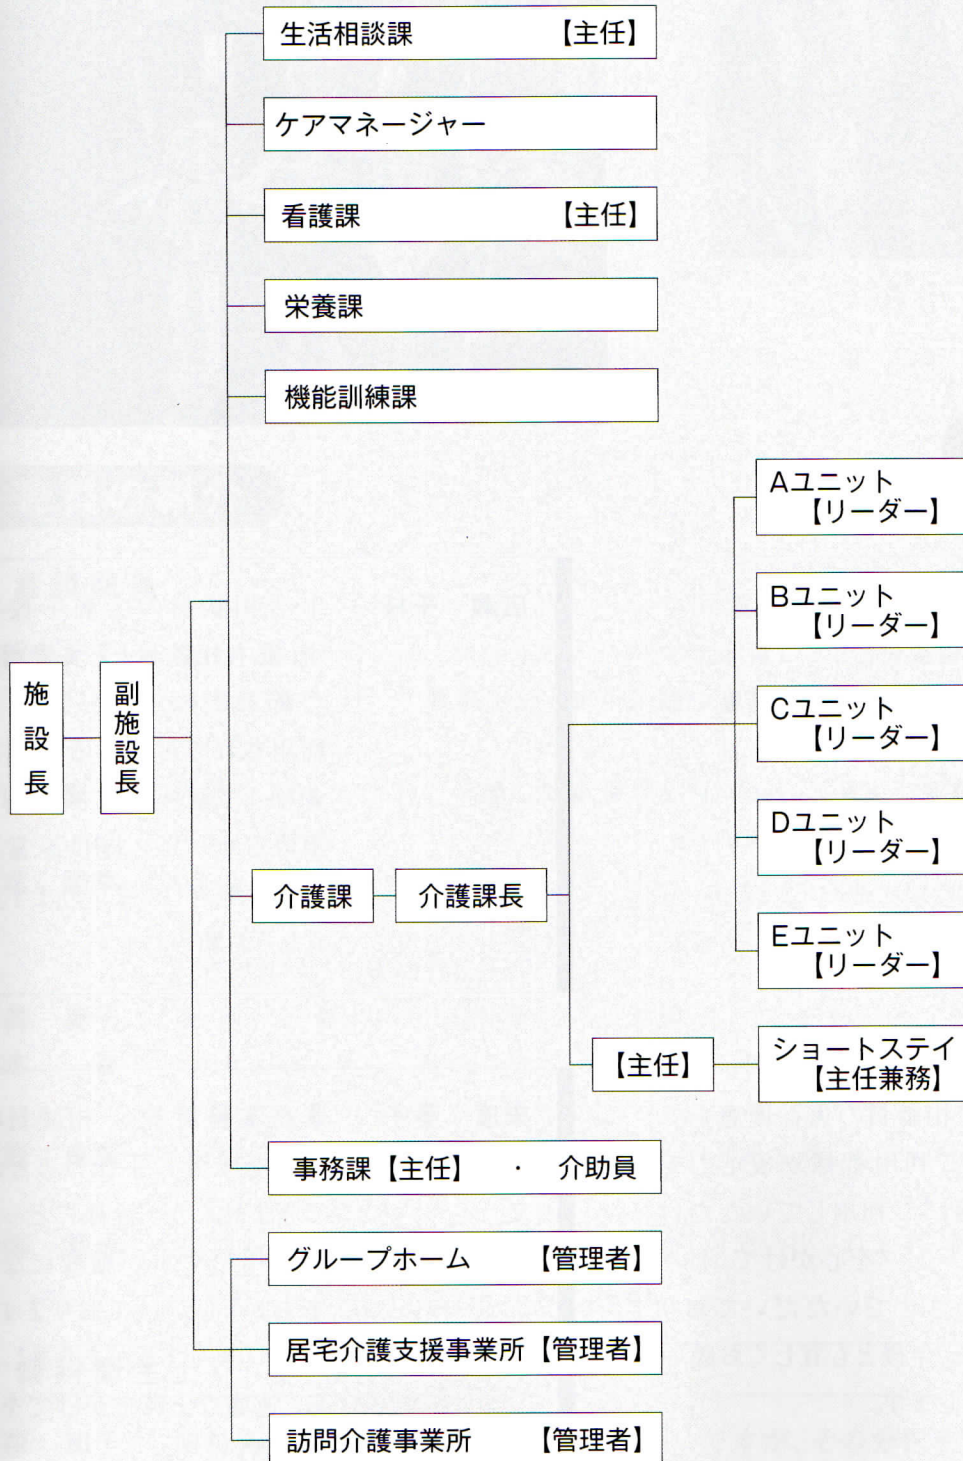 生活相談課 【主任】
ケアマネージャー
看護課 【主任】
栄養課
機能訓練課
Aユニット
【リーダー】
Bユニット
【リーダー】
Cユニット
【リーダー】
Dユニット
【リーダー】
Eユニット
【リーダー】
施設長
副施設長
介護課
介護課長
【主任】
ショートステイ
【主任兼務】
事務課【主任】 ・ 介助員
グループホーム 【管理者】
居宅介護支援事業所【管理者】
訪問介護事業所 【管理者】